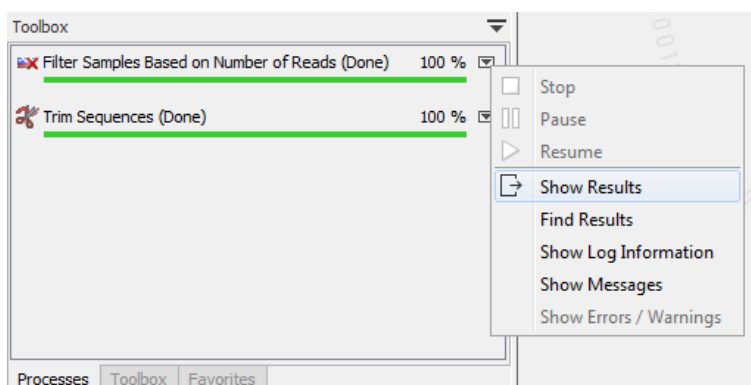 Toolbox
Filter Samples Based on Number of Reads (Done) 100 %
Trim Sequences (Done) 100 %
Stop
Pause
Resume
Show Results
Find Results
Show Log Information
Show Messages
Show Errors / Warnings
Processes Toolbox Favorites